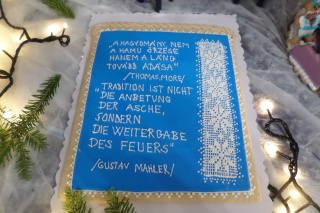 „A HAGYOMÁNY NEM
A HAMU ŐRZÉSE
HANEM A LÁNG
TOVÁBB ADÁSA"
/THOMAS MORE/
„TRADITION IST NICHT
DIE ANBETUNG
DER ASCHE,
SONDERN
DIE WEITERGABE
DES FEUERS"
/GUSTAV MAHLER/